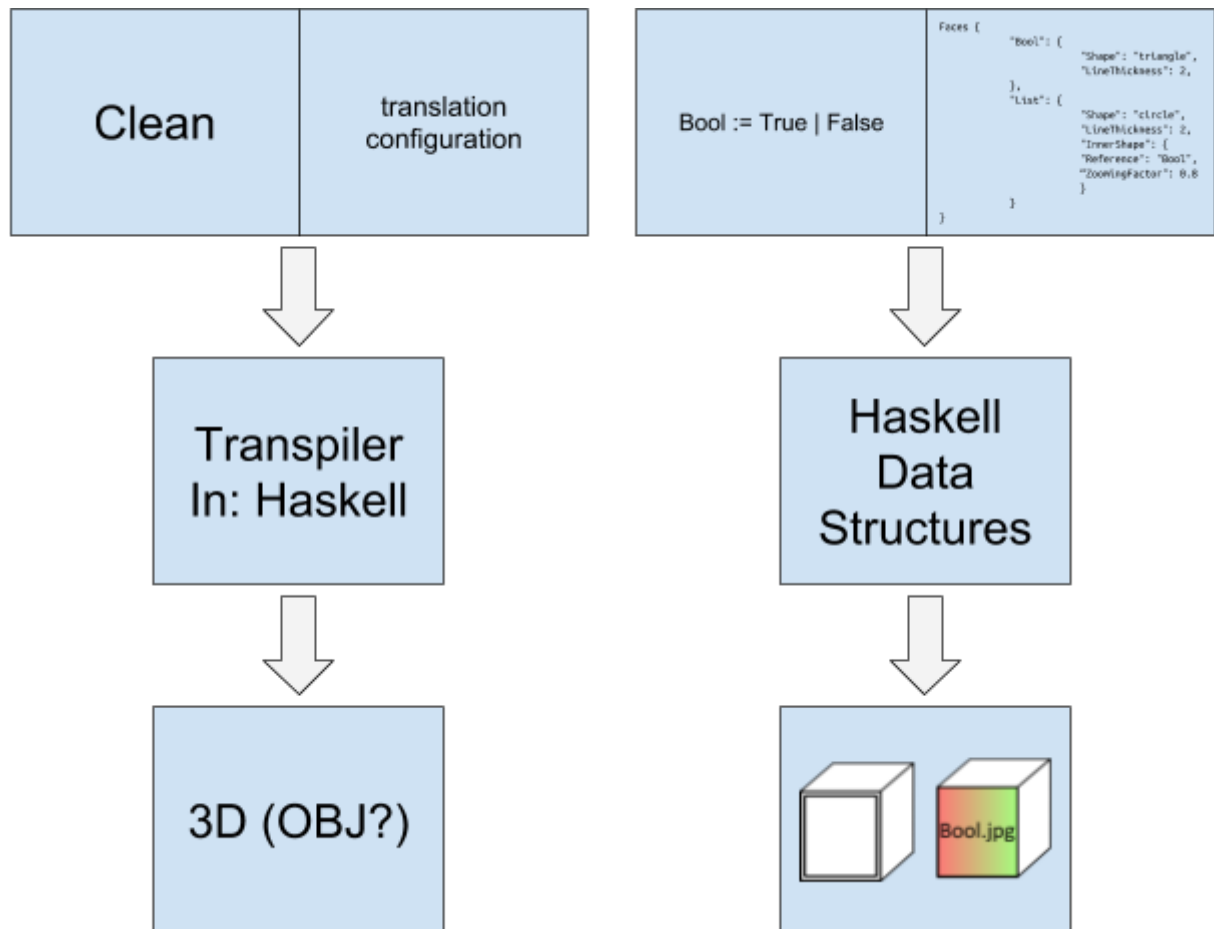 Clean
translation
configuration
Bool := True | False
Faces {
"Bool": {
"Shape": "triangle",
"LineThickness": 2,
},
"List": {
"Shape": "circle",
"LineThickness": 2,
"InnerShape": {
"Reference": "Bool",
"ZoomingFactor": 0.8
}
}
}
Transpiler
In: Haskell
Haskell
Data
Structures
3D (OBJ?)
Bool.jpg